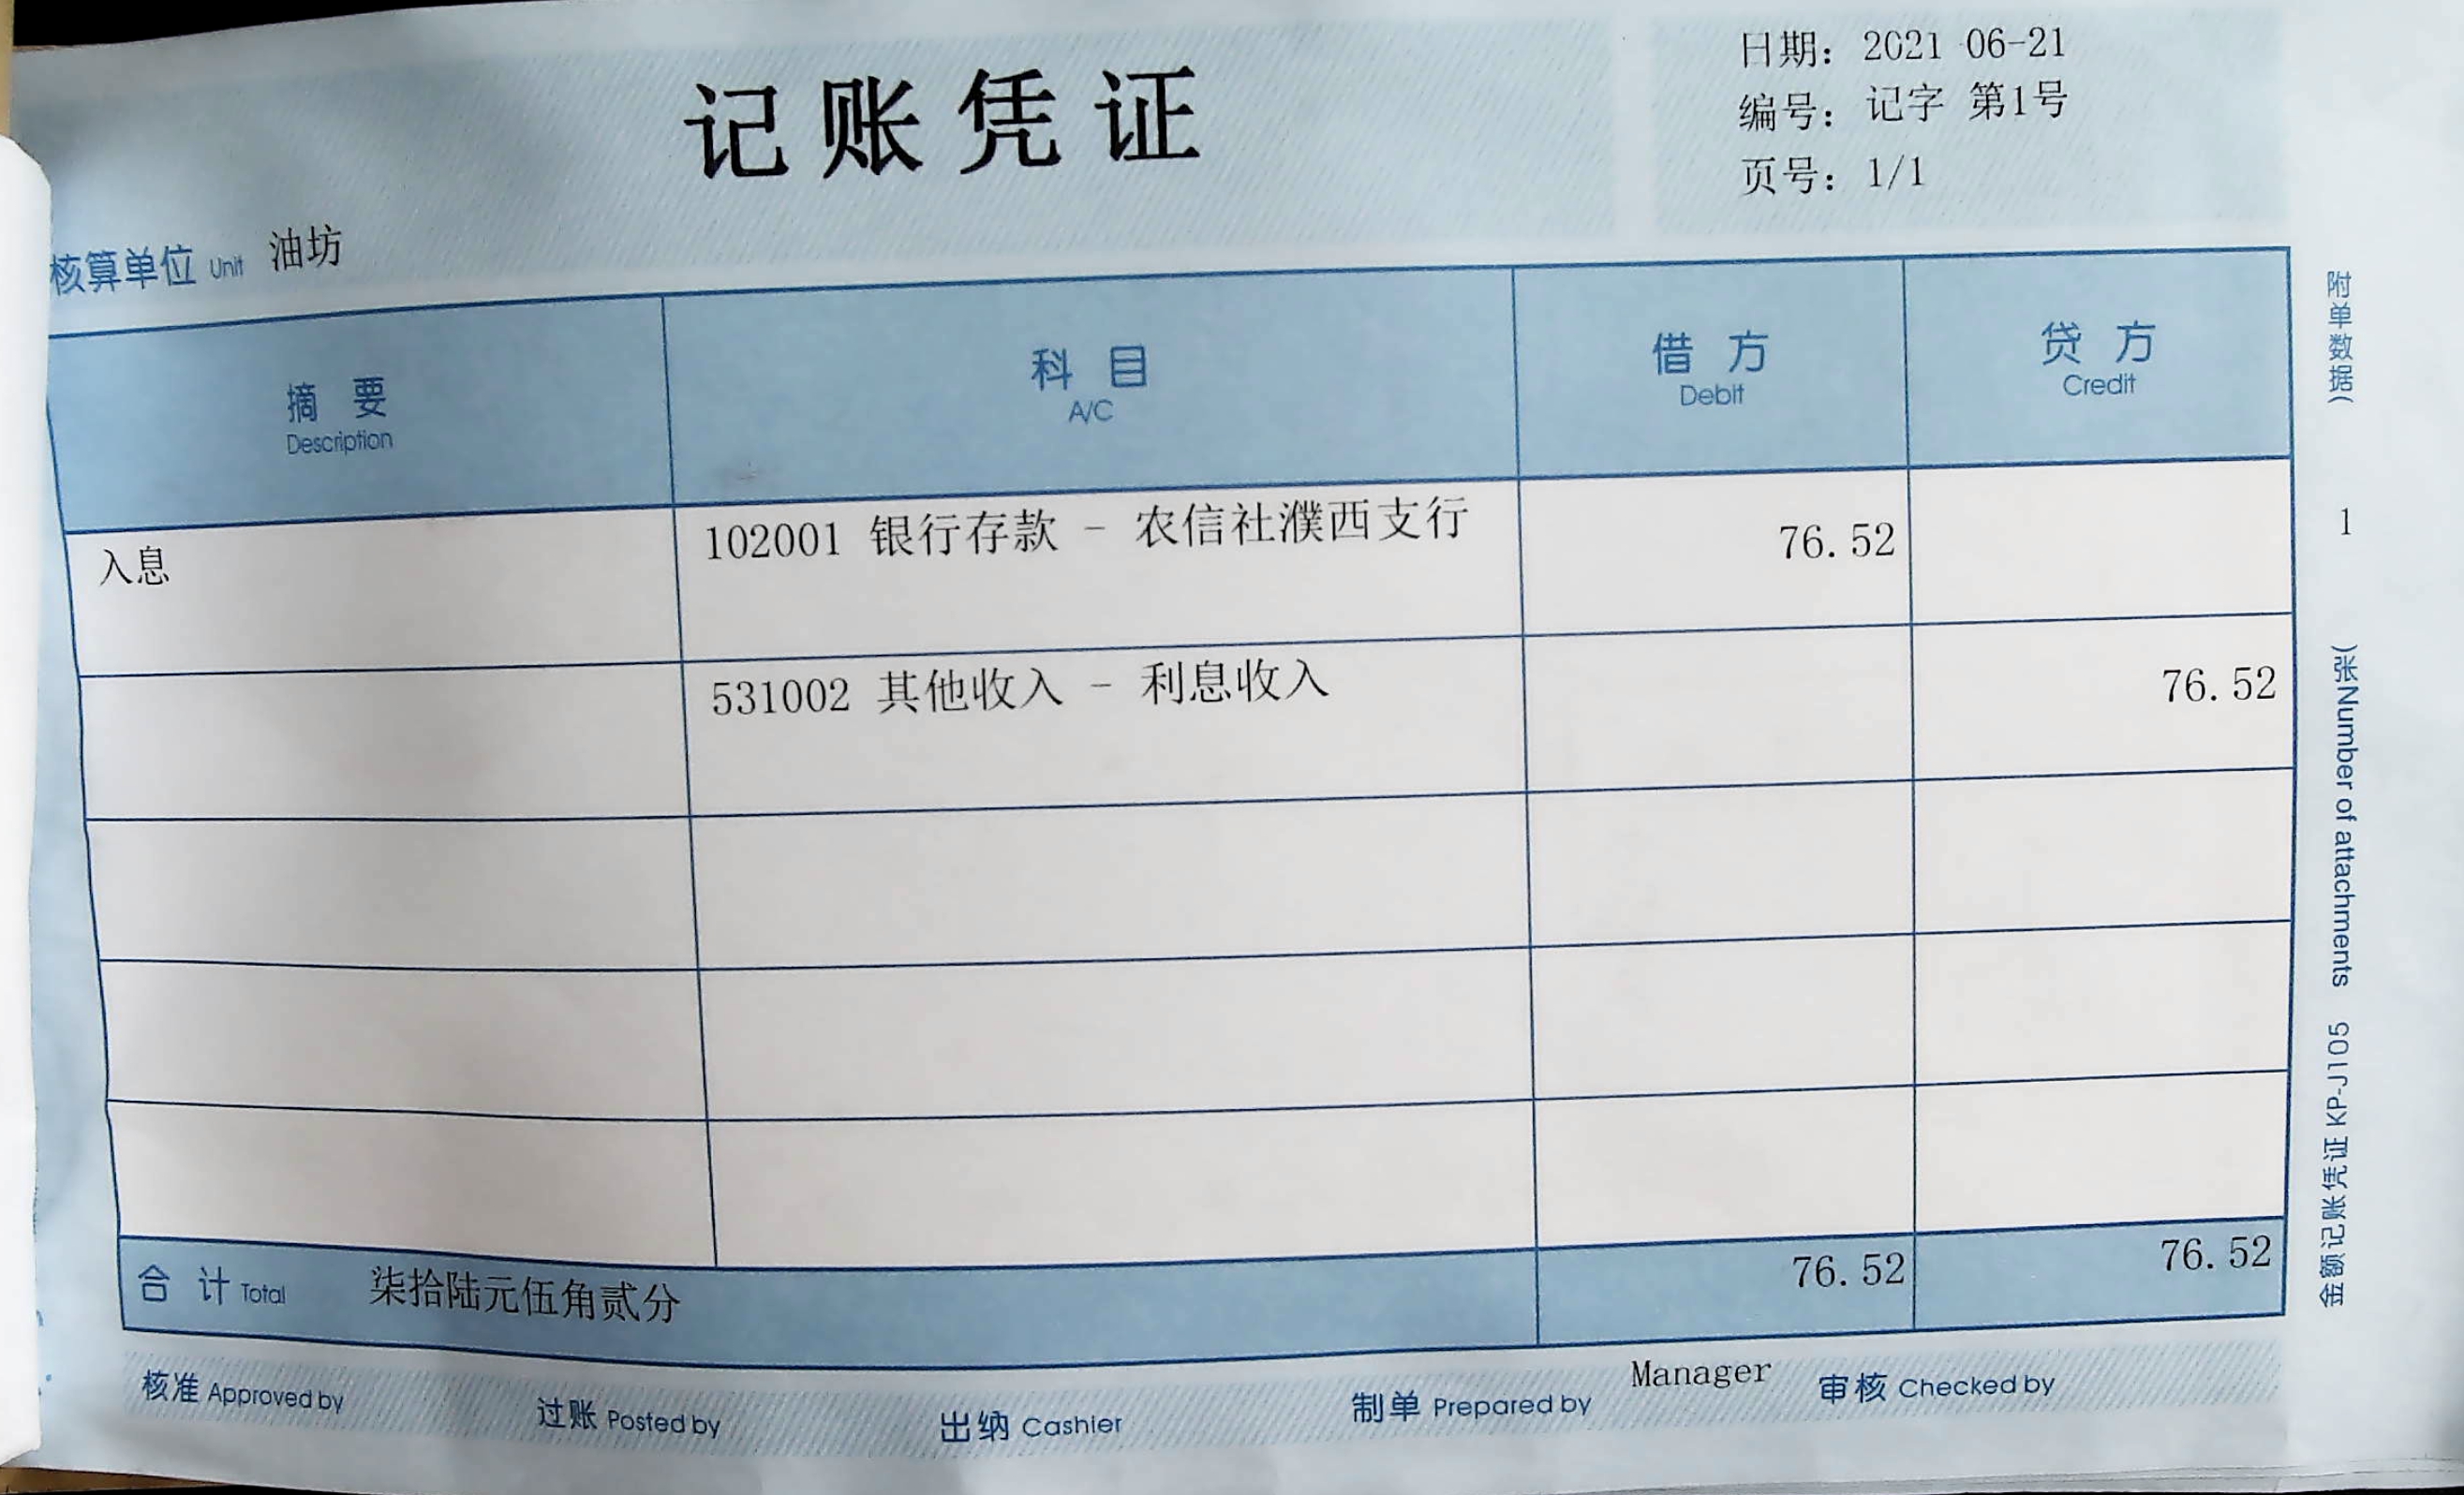 记账凭证
日期：2021 06-21
编号：记字 第1号
页号：1/1
核算单位 Unit 油坊
摘要 科目 借方 贷方
Description A/C Debit Credit
入息 102001 银行存款 - 农信社濮西支行 76.52
531002 其他收入 - 利息收入 76.52
合计 Total 柒拾陆元伍角贰分 76.52 76.52
核准 Approved by 过账 Posted by 出纳 Cashier 制单 Prepared by Manager 审核 Checked by
附单数据( 1 )张 Number of attachments
金额记账凭证 KP-J105